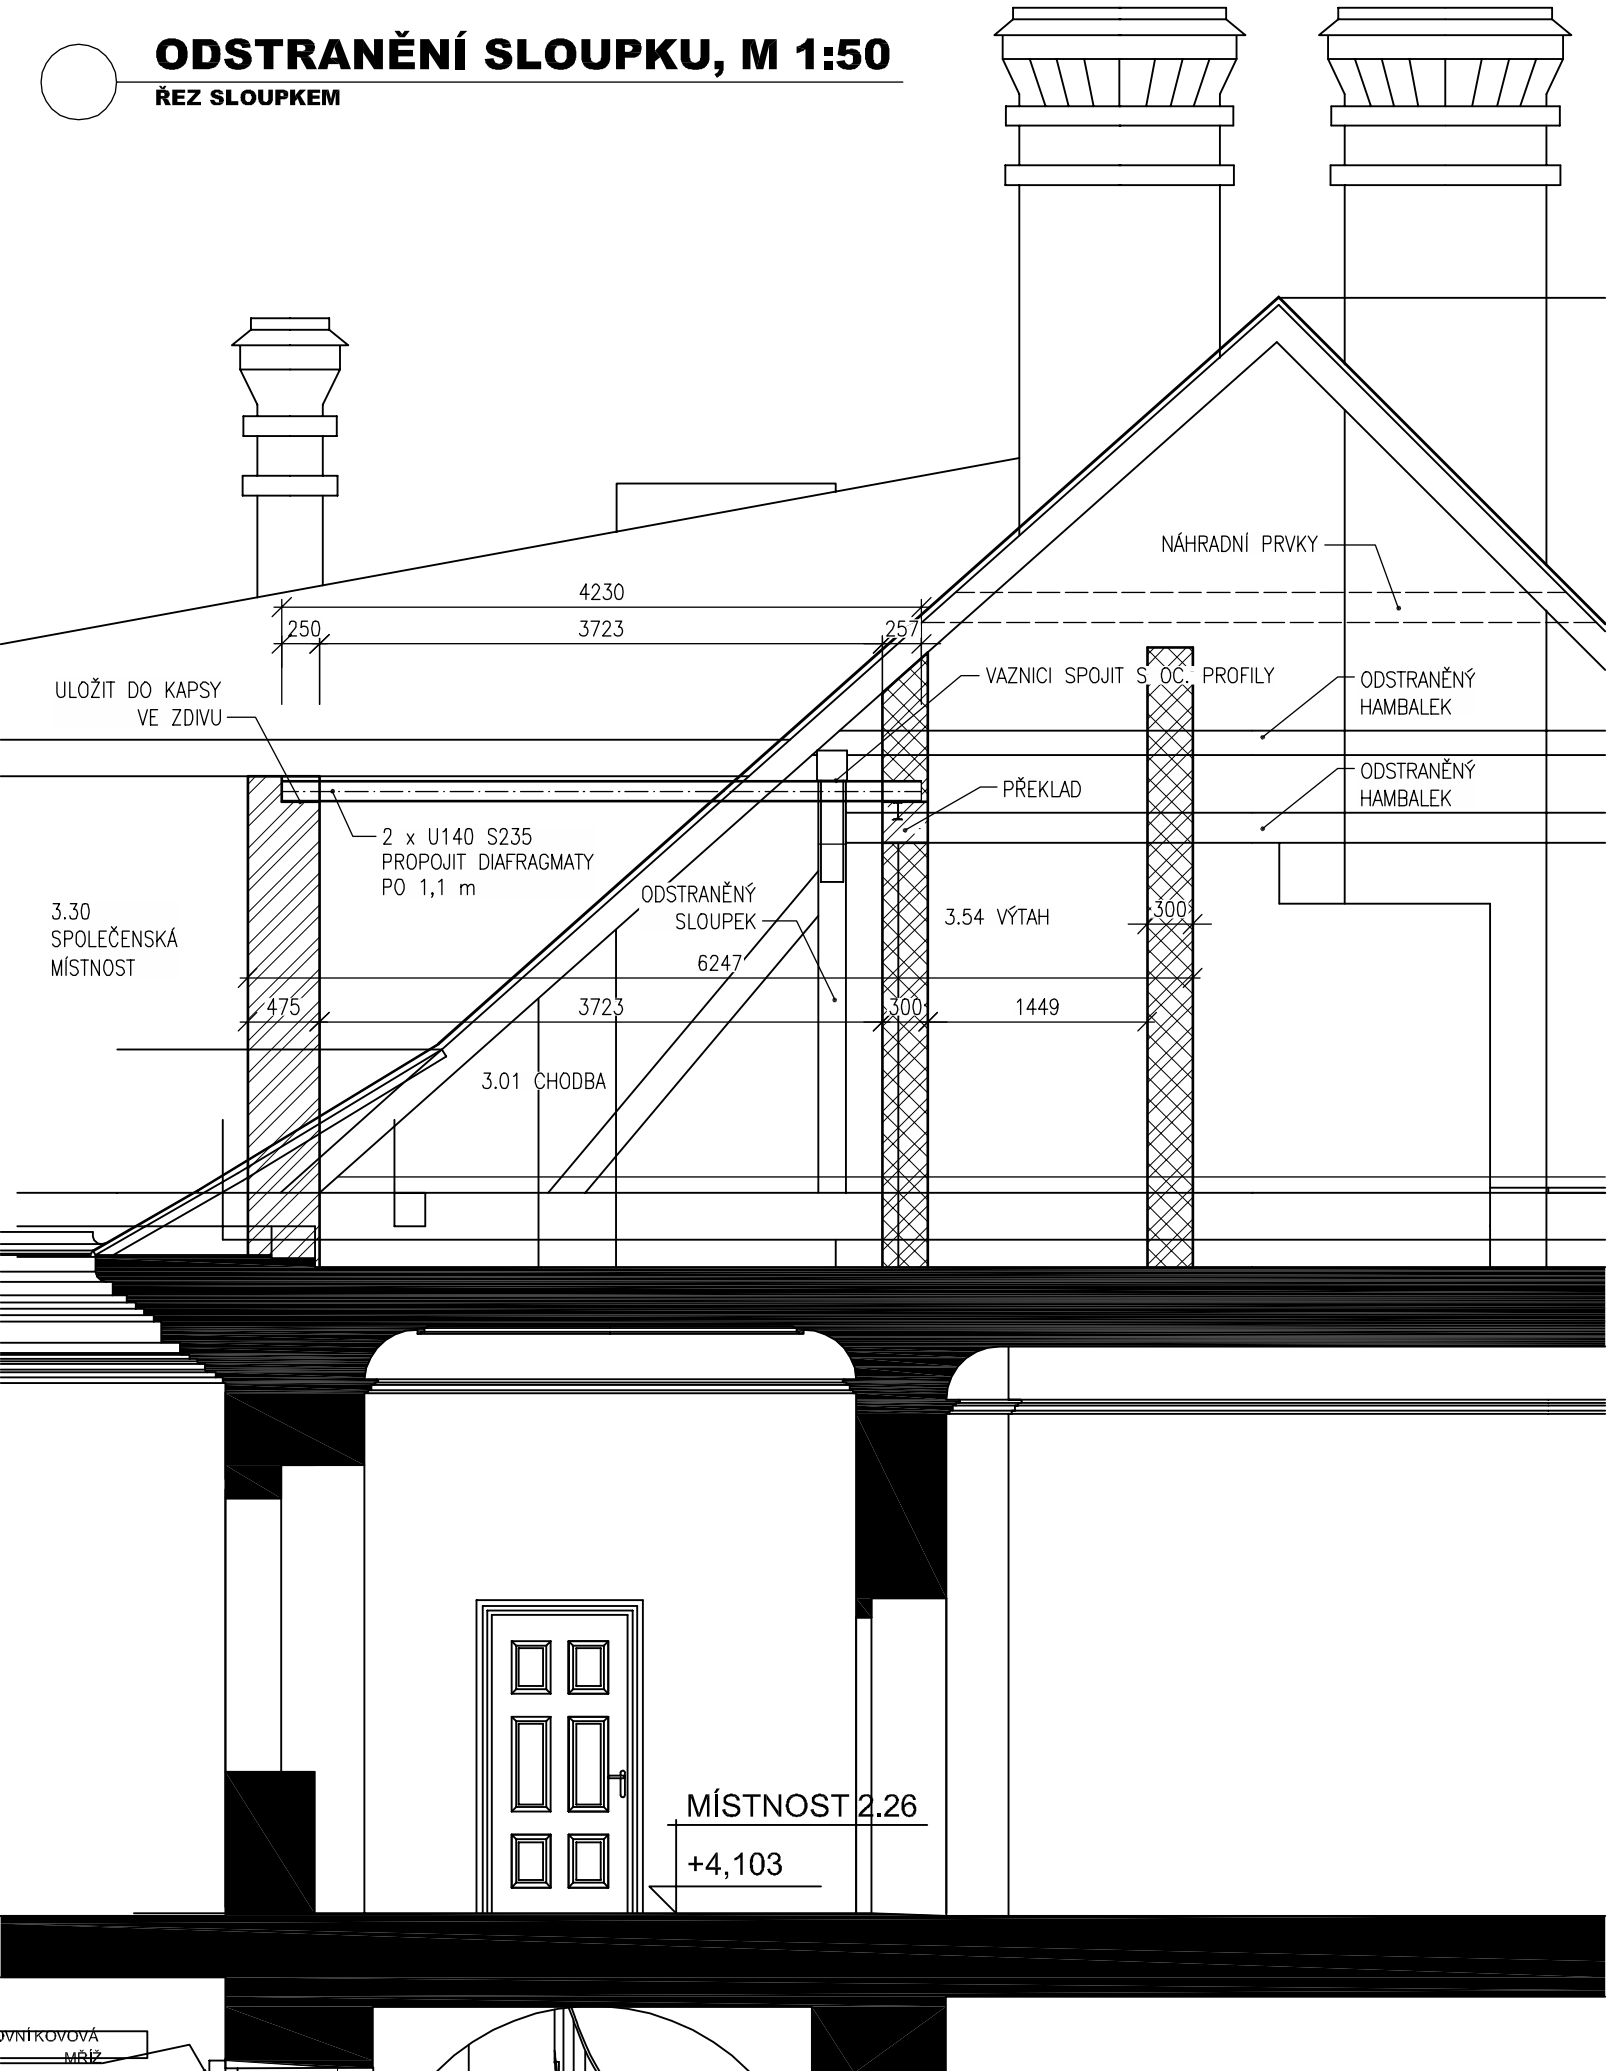 ODSTRANĚNÍ SLOUPKU, M 1:50
ŘEZ SLOUPKEM
NÁHRADNÍ PRVKY
4230
250
3723
257
ULOŽIT DO KAPSY
VE ZDIVU
VAZNICI SPOJIT S OC. PROFILY
ODSTRANĚNÝ
HAMBALEK
ODSTRANĚNÝ
HAMBALEK
PŘEKLAD
2 x U140 S235
PROPOJIT DIAFRAGMATY
PO 1,1 m
ODSTRANĚNÝ
SLOUPEK
3.30
SPOLEČENSKÁ
MÍSTNOST
3.54 VÝTAH
300
6247
475
3723
300
1449
3.01 CHODBA
MÍSTNOST 2.26
+4,103
KOVOVÁ
MŘÍŽ